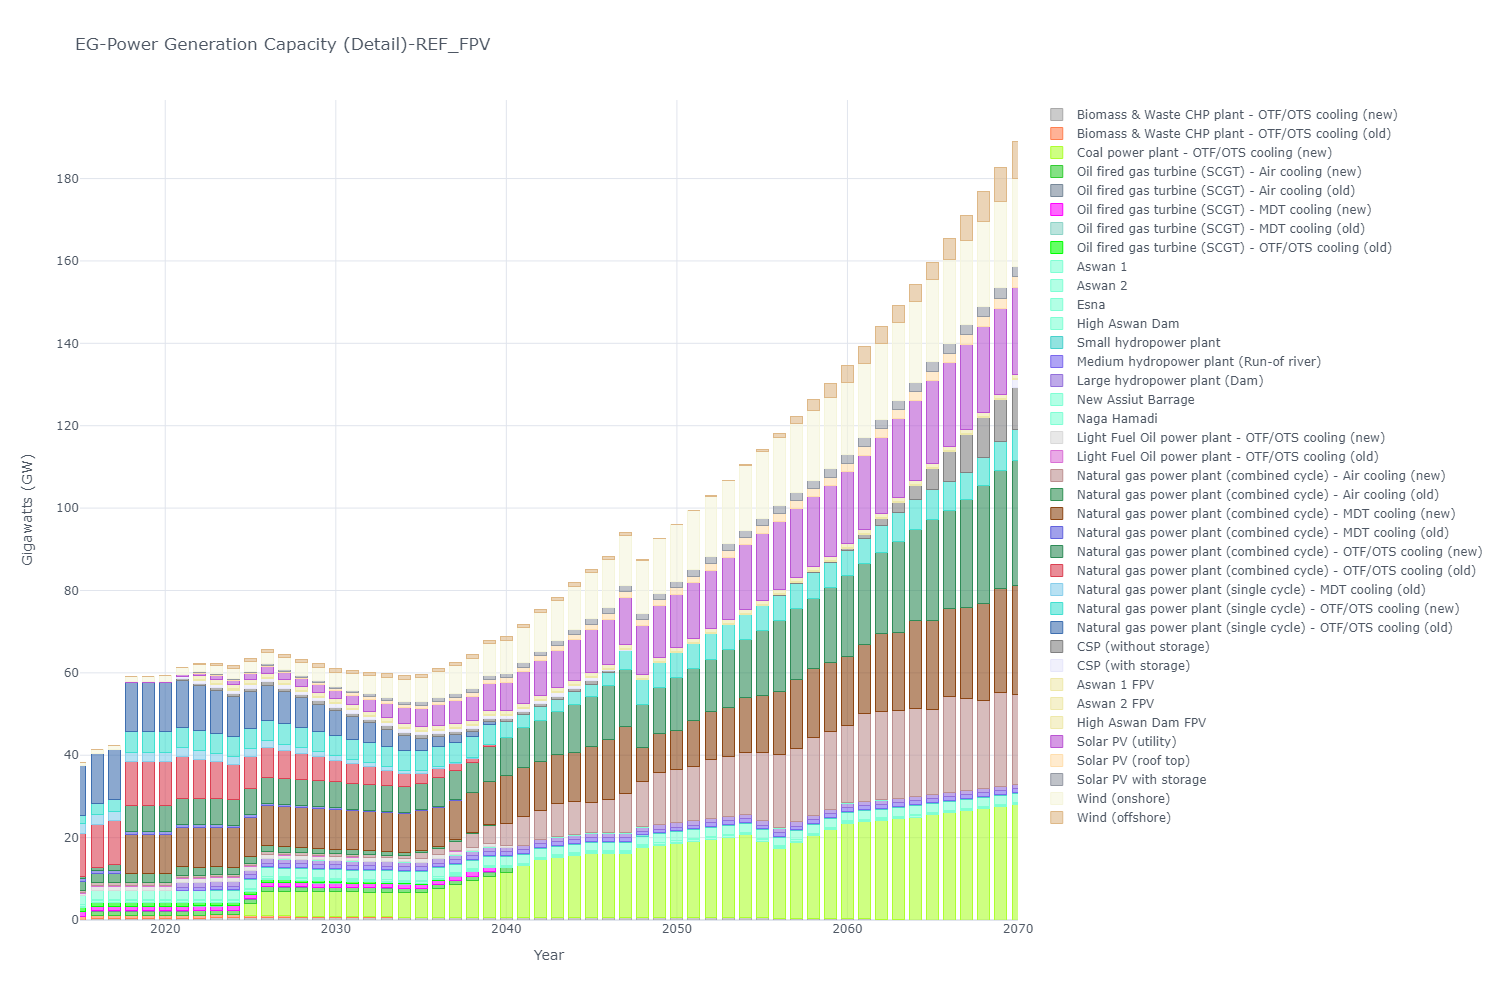 EG-Power Generation Capacity (Detail)-REF_FPV
Gigawatts (GW)
180
160
140
120
100
80
60
40
20
0
2020
2030
2040
2050
2060
2070
Year
Biomass & Waste CHP plant - OTF/OTS cooling (new)
Biomass & Waste CHP plant - OTF/OTS cooling (old)
Coal power plant - OTF/OTS cooling (new)
Oil fired gas turbine (SCGT) - Air cooling (new)
Oil fired gas turbine (SCGT) - Air cooling (old)
Oil fired gas turbine (SCGT) - MDT cooling (new)
Oil fired gas turbine (SCGT) - MDT cooling (old)
Oil fired gas turbine (SCGT) - OTF/OTS cooling (old)
Aswan 1
Aswan 2
Esna
High Aswan Dam
Small hydropower plant
Medium hydropower plant (Run-of river)
Large hydropower plant (Dam)
New Assiut Barrage
Naga Hamadi
Light Fuel Oil power plant - OTF/OTS cooling (new)
Light Fuel Oil power plant - OTF/OTS cooling (old)
Natural gas power plant (combined cycle) - Air cooling (new)
Natural gas power plant (combined cycle) - Air cooling (old)
Natural gas power plant (combined cycle) - MDT cooling (new)
Natural gas power plant (combined cycle) - MDT cooling (old)
Natural gas power plant (combined cycle) - OTF/OTS cooling (new)
Natural gas power plant (combined cycle) - OTF/OTS cooling (old)
Natural gas power plant (single cycle) - MDT cooling (old)
Natural gas power plant (single cycle) - OTF/OTS cooling (new)
Natural gas power plant (single cycle) - OTF/OTS cooling (old)
CSP (without storage)
CSP (with storage)
Aswan 1 FPV
Aswan 2 FPV
High Aswan Dam FPV
Solar PV (utility)
Solar PV (roof top)
Solar PV with storage
Wind (onshore)
Wind (offshore)